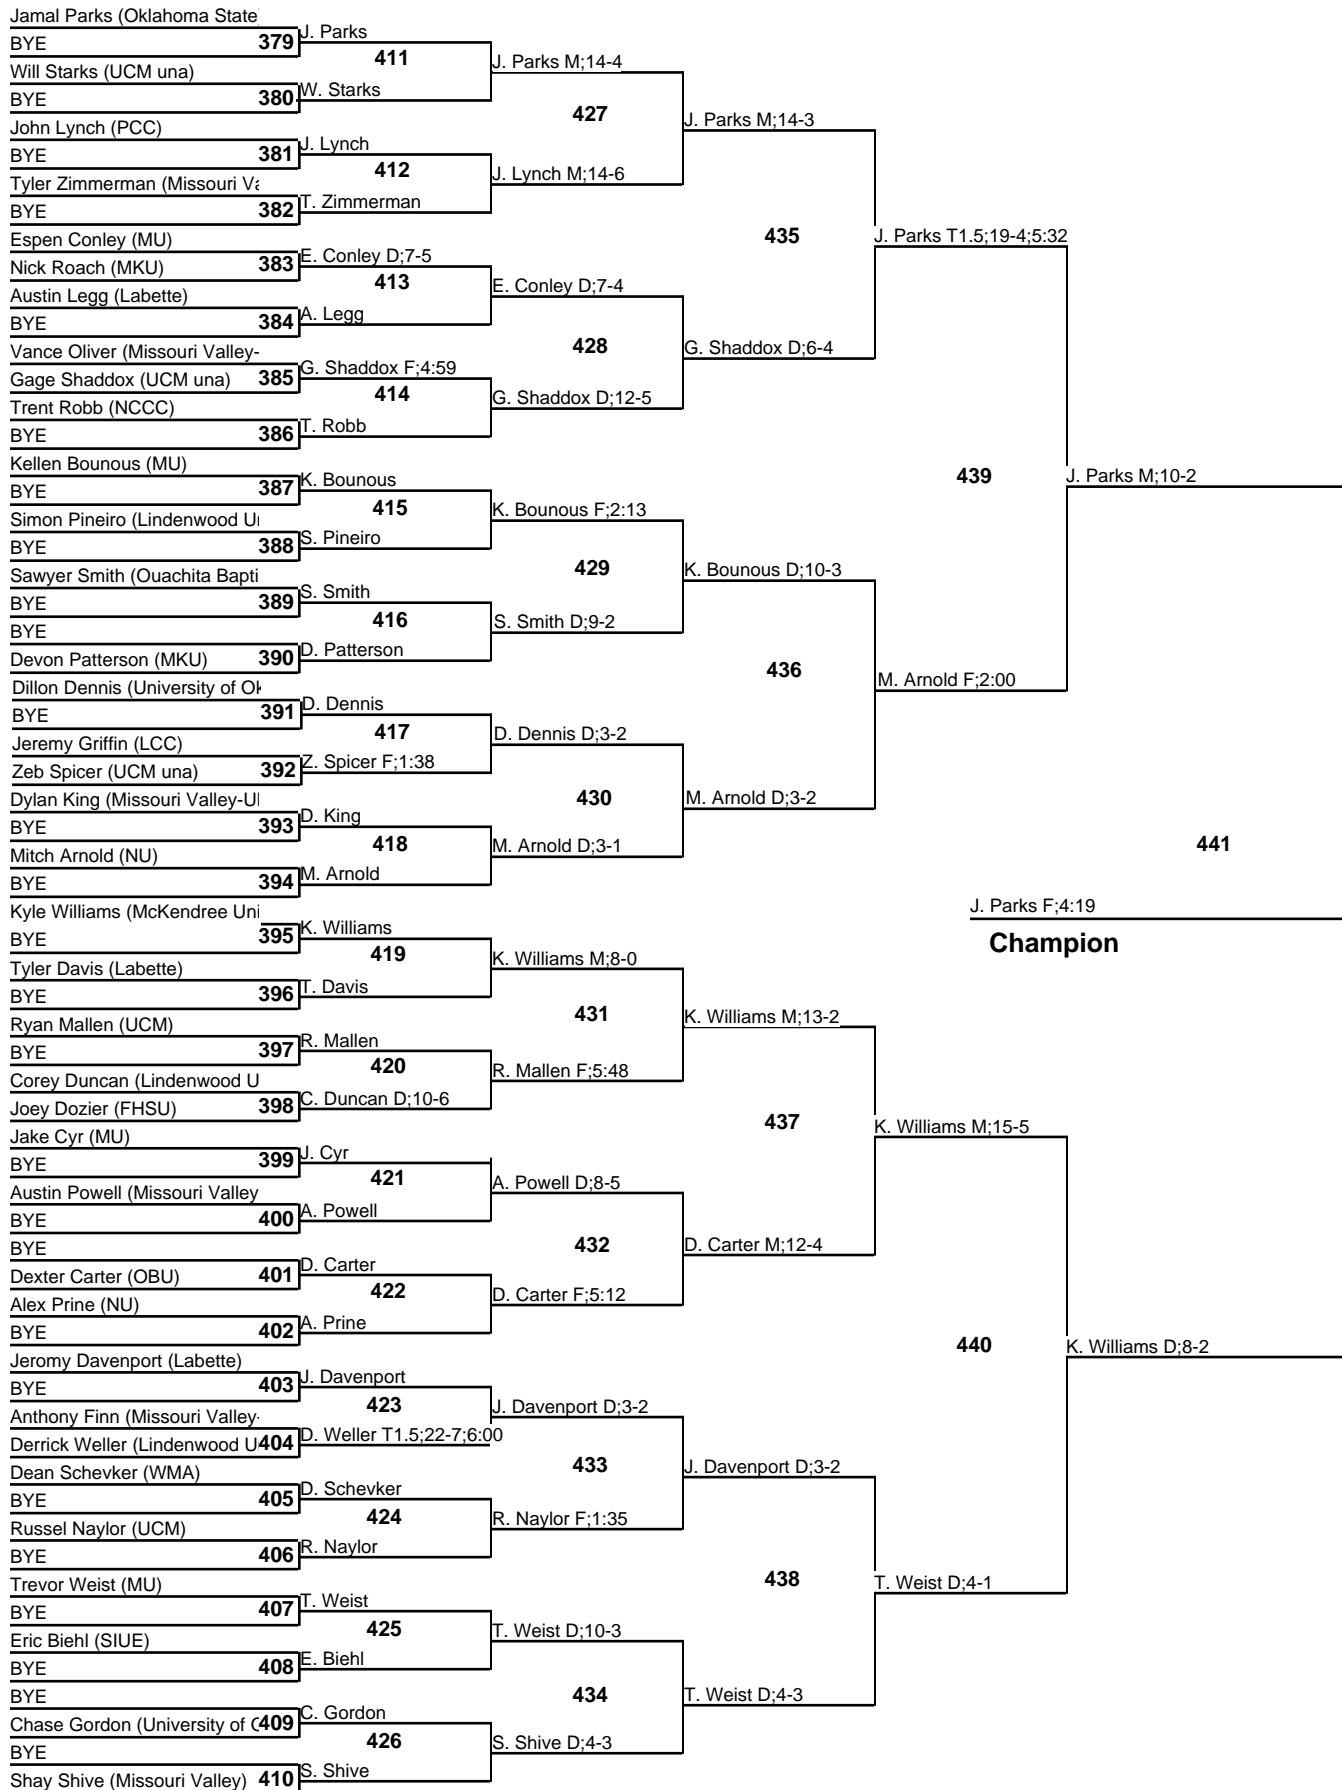 Jamal Parks (Oklahoma State
J. Parks
BYE
379
411
J. Parks M;14-4
Will Starks (UCM una)
W. Starks
BYE
380
427
J. Parks M;14-3
John Lynch (PCC)
J. Lynch
BYE
381
412
J. Lynch M;14-6
Tyler Zimmerman (Missouri Va
T. Zimmerman
BYE
382
435
J. Parks T1.5;19-4;5:32
Espen Conley (MU)
E. Conley D;7-5
Nick Roach (MKU)
383
413
E. Conley D;7-4
Austin Legg (Labette)
A. Legg
BYE
384
428
G. Shaddox D;6-4
Vance Oliver (Missouri Valley-
G. Shaddox F;4:59
Gage Shaddox (UCM una)
385
414
G. Shaddox D;12-5
Trent Robb (NCCC)
T. Robb
BYE
386
439
J. Parks M;10-2
Kellen Bounous (MU)
K. Bounous
BYE
387
415
K. Bounous F;2:13
Simon Pineiro (Lindenwood U
S. Pineiro
BYE
388
429
K. Bounous D;10-3
Sawyer Smith (Ouachita Bapti
S. Smith
BYE
389
416
S. Smith D;9-2
BYE
D. Patterson
Devon Patterson (MKU)
390
436
M. Arnold F;2:00
Dillon Dennis (University of Ok
D. Dennis
BYE
391
417
D. Dennis D;3-2
Jeremy Griffin (LCC)
Z. Spicer F;1:38
Zeb Spicer (UCM una)
392
430
M. Arnold D;3-2
Dylan King (Missouri Valley-U
D. King
BYE
393
418
M. Arnold D;3-1
441
Mitch Arnold (NU)
M. Arnold
BYE
394
J. Parks F;4:19
Champion
Kyle Williams (McKendree Uni
K. Williams
BYE
395
419
K. Williams M;8-0
Tyler Davis (Labette)
T. Davis
BYE
396
431
K. Williams M;13-2
Ryan Mallen (UCM)
R. Mallen
BYE
397
420
R. Mallen F;5:48
Corey Duncan (Lindenwood U
C. Duncan D;10-6
Joey Dozier (FHSU)
398
437
K. Williams M;15-5
Jake Cyr (MU)
J. Cyr
BYE
399
421
A. Powell D;8-5
Austin Powell (Missouri Valley
A. Powell
BYE
400
432
D. Carter M;12-4
BYE
D. Carter
Dexter Carter (OBU)
401
422
D. Carter F;5:12
Alex Prine (NU)
A. Prine
BYE
402
440
K. Williams D;8-2
Jeromy Davenport (Labette)
J. Davenport
BYE
403
423
J. Davenport D;3-2
Anthony Finn (Missouri Valley-
D. Weller T1.5;22-7;6:00
Derrick Weller (Lindenwood U
404
433
J. Davenport D;3-2
Dean Schevker (WMA)
D. Schevker
BYE
405
424
R. Naylor F;1:35
Russel Naylor (UCM)
R. Naylor
BYE
406
438
T. Weist D;4-1
Trevor Weist (MU)
T. Weist
BYE
407
425
T. Weist D;10-3
Eric Biehl (SIUE)
E. Biehl
BYE
408
434
T. Weist D;4-3
BYE
C. Gordon
Chase Gordon (University of
409
426
S. Shive D;4-3
BYE
S. Shive
Shay Shive (Missouri Valley)
410